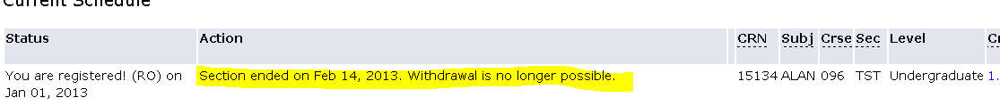 Current Schedule
Status Action CRN Subj Crse Sec Level
You are registered! (RO) on Section ended on Feb 14, 2013. Withdrawal is no longer possible. 15134 ALAN 096 TST Undergraduate 1.
Jan 01, 2013